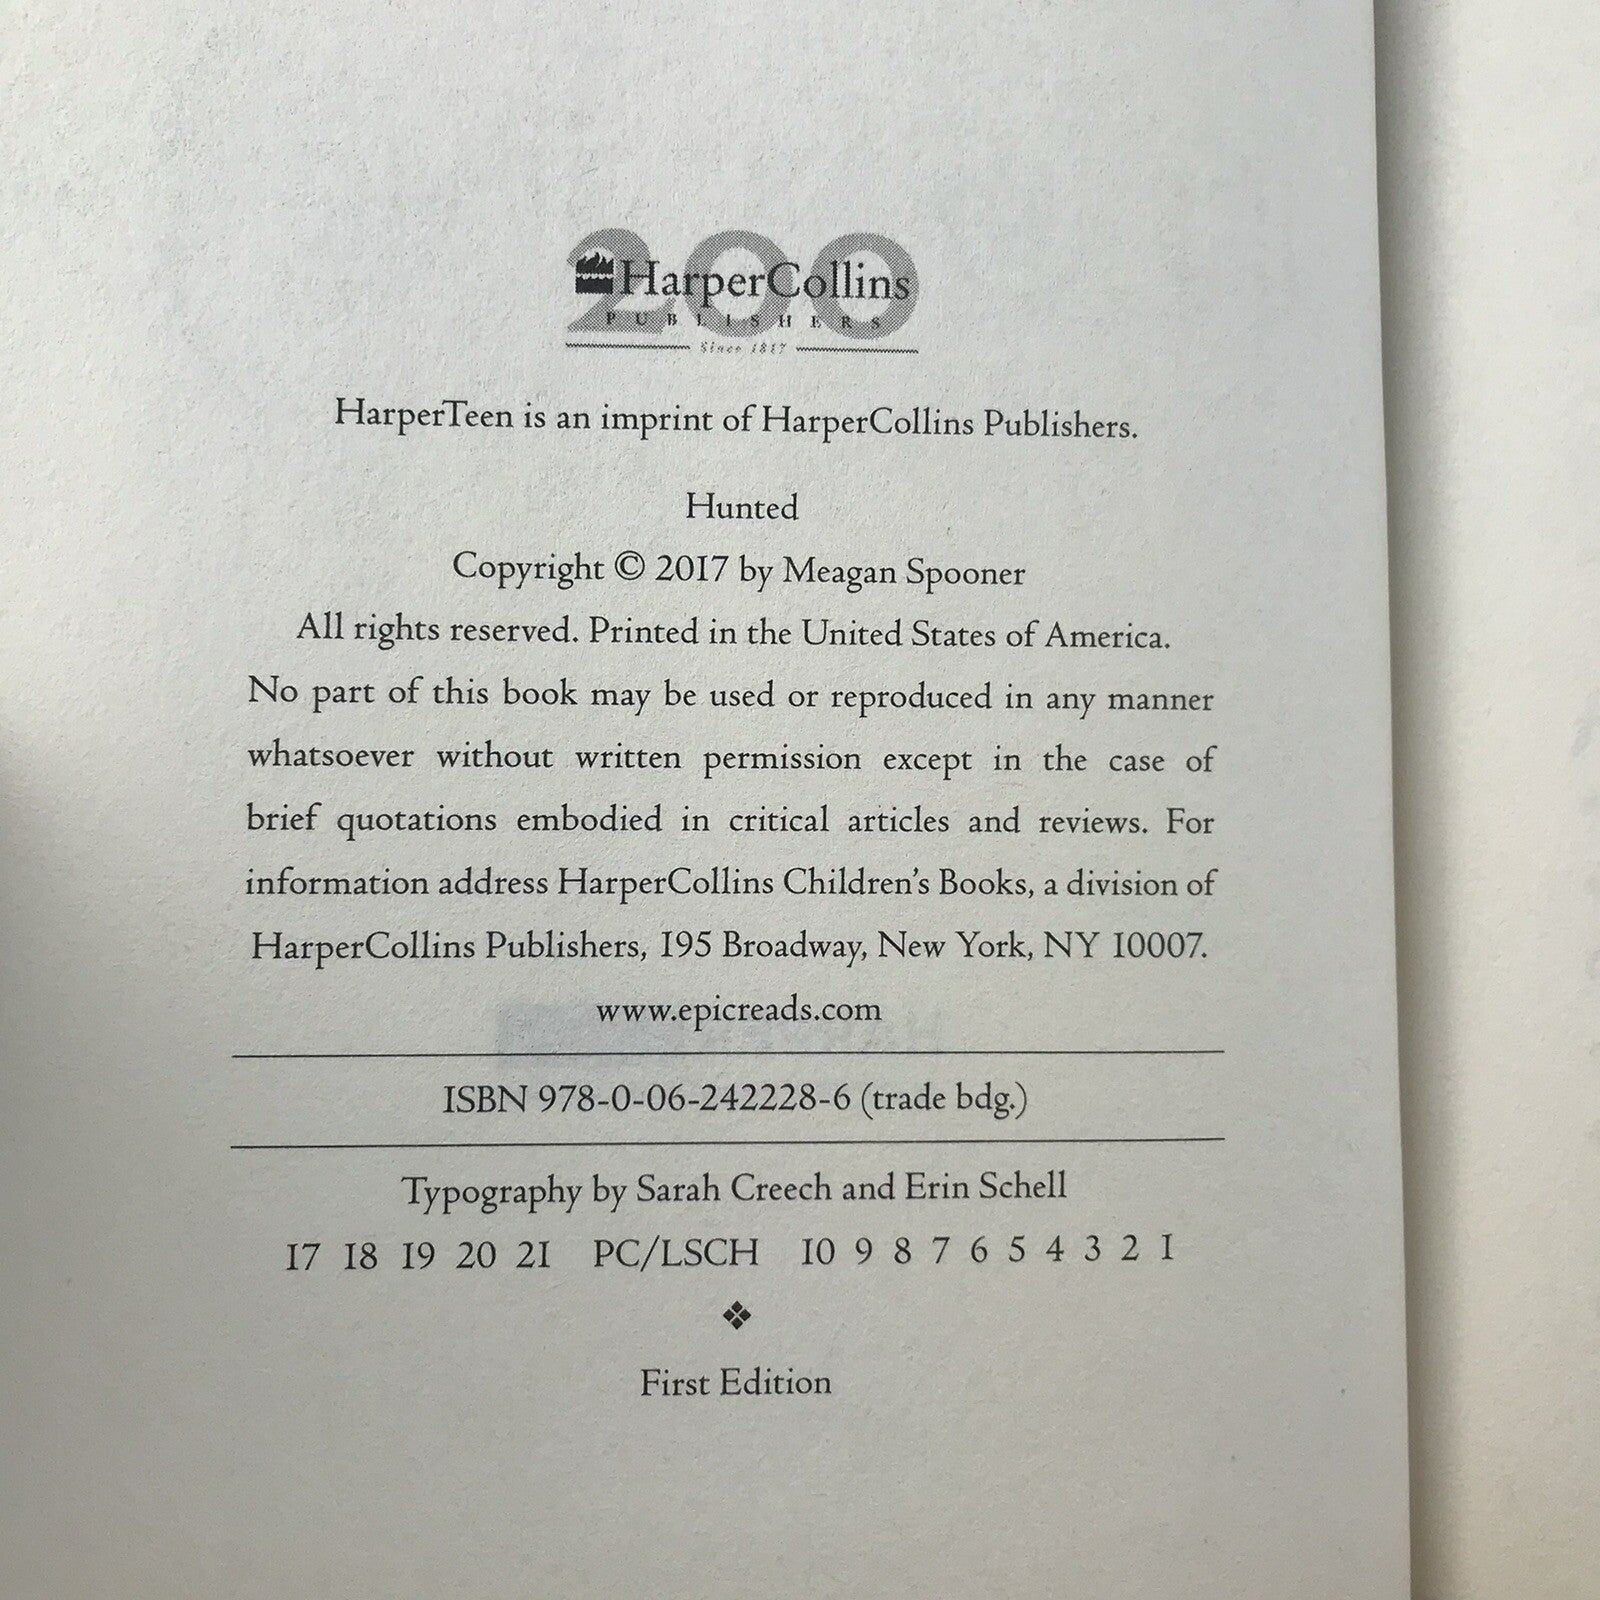 200
HarperCollins
PUBLISHERS
Since 1817
HarperTeen is an imprint of HarperCollins Publishers.
Hunted
Copyright © 2017 by Meagan Spooner
All rights reserved. Printed in the United States of America.
No part of this book may be used or reproduced in any manner
whatsoever without written permission except in the case of
brief quotations embodied in critical articles and reviews. For
information address HarperCollins Children's Books, a division of
HarperCollins Publishers, 195 Broadway, New York, NY 10007.
www.epicreads.com
ISBN 978-0-06-242228-6 (trade bdg.)
Typography by Sarah Creech and Erin Schell
17 18 19 20 21 PC/LSCH 10 9 8 7 6 5 4 3 2 1
❖
First Edition